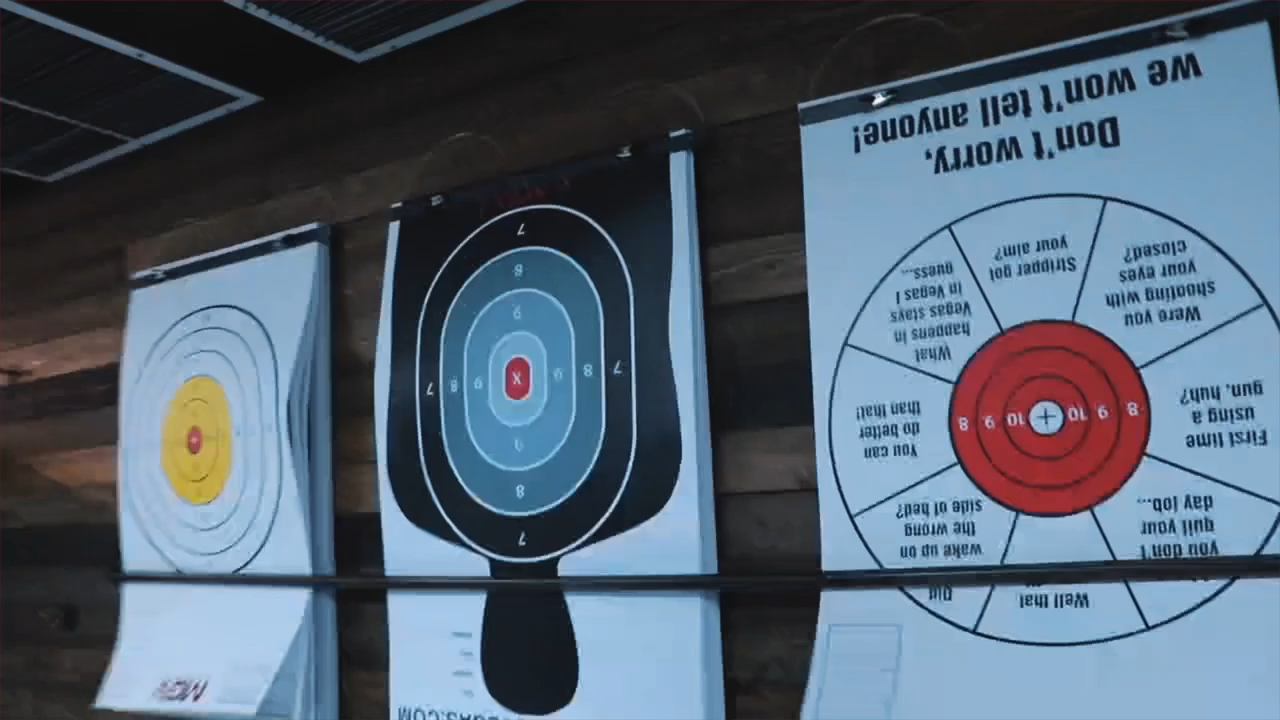 Well that
Did
wake up on
the wrong
side of bed?
you don't
quit your
day job...
You can
do better
than that!
First time
using a
gun, huh?
8 9 10 10 9 8
What
happens in
Vegas stays
in Vegas I
guess...
Stripper got
your aim?
Were you
shooting with
your eyes
closed?
Don't worry,
we won't tell anyone!
7
8
9
7 8 9 X 9 8 7
9
8
7